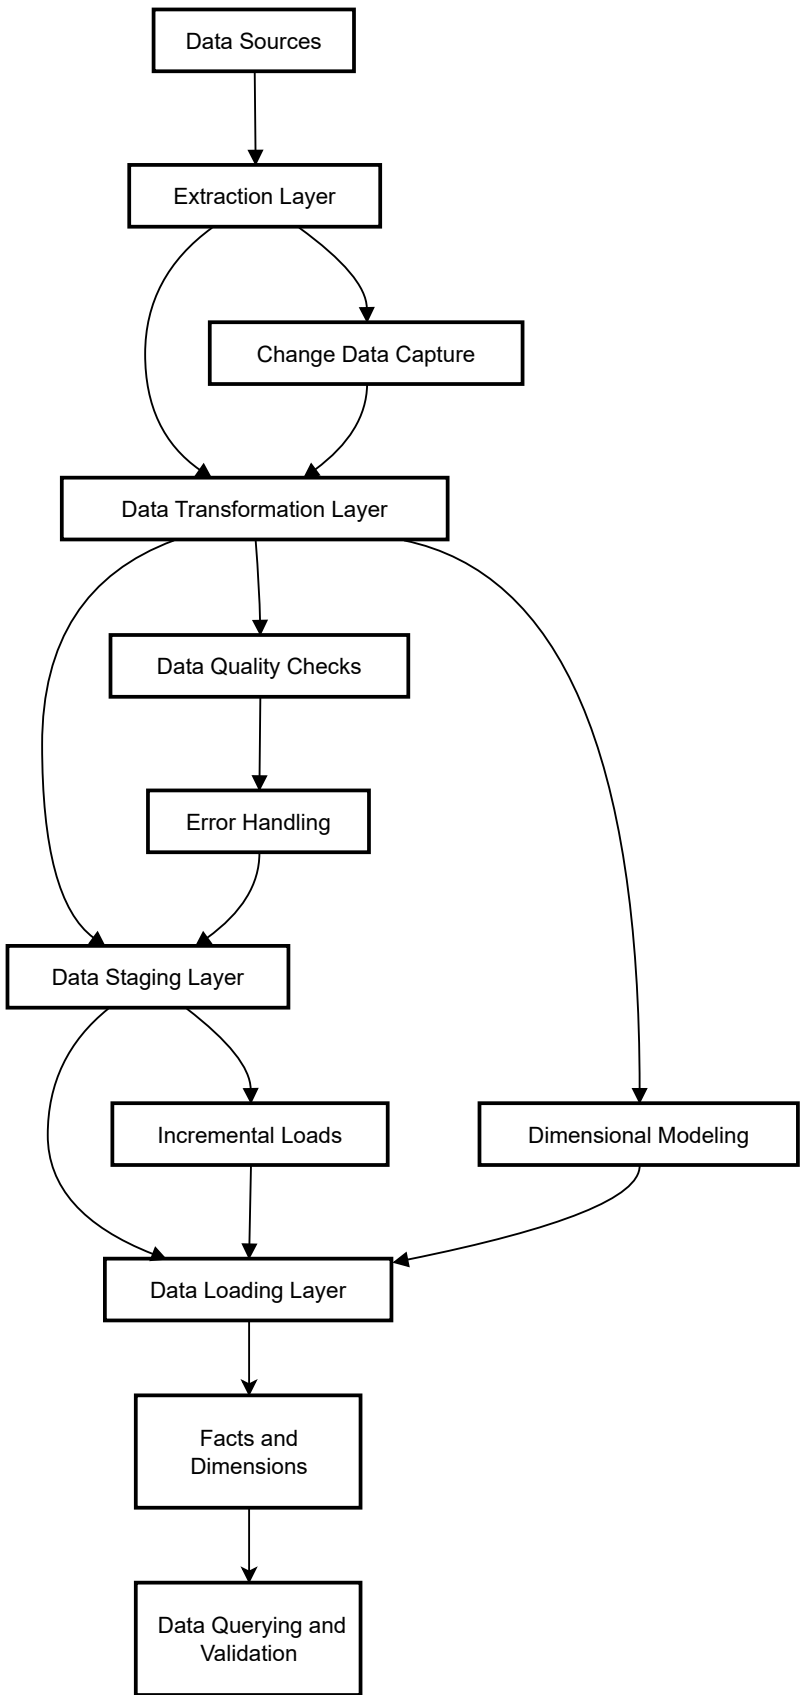 Data Sources
Extraction Layer
Change Data Capture
Data Transformation Layer
Data Quality Checks
Error Handling
Data Staging Layer
Incremental Loads
Dimensional Modeling
Data Loading Layer
Facts and
Dimensions
Data Querying and
Validation